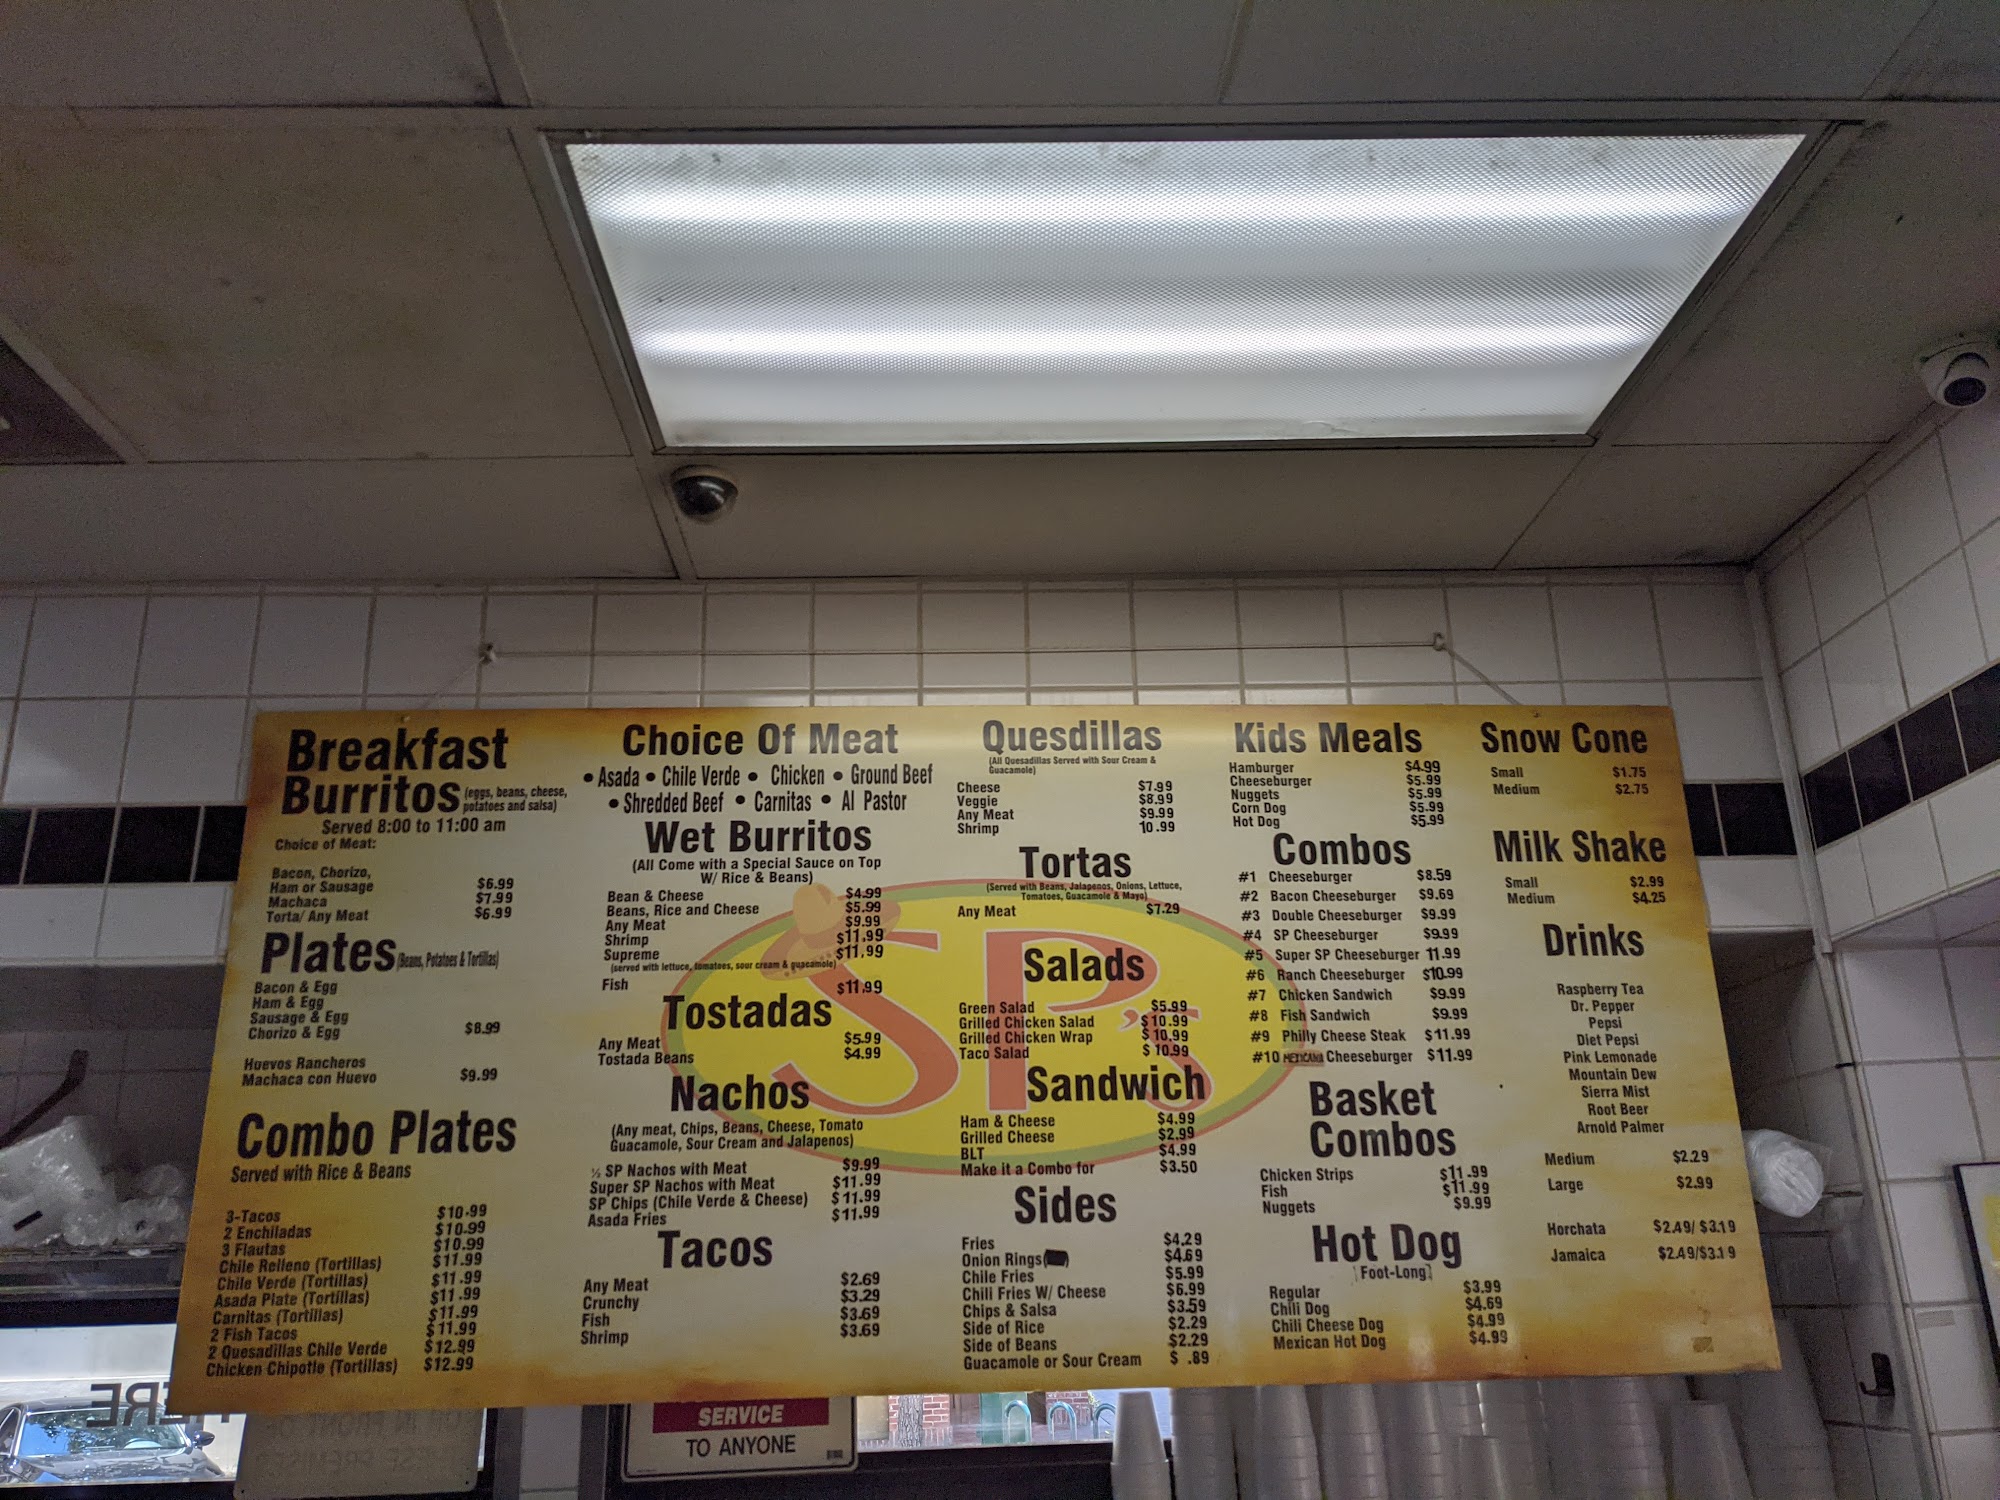 Breakfast
Burritos (eggs, beans, cheese,
potatoes and salsa)
Served 8:00 to 11:00 am
Choice of Meat:
Bacon, Chorizo,
Ham or Sausage $6.99
Machaca $7.99
Torta/ Any Meat $6.99
Plates (Beans, Potatoes & Tortillas)
Bacon & Egg
Ham & Egg
Sausage & Egg
Chorizo & Egg $8.99
Huevos Rancheros
Machaca con Huevo $9.99
Combo Plates
Served with Rice & Beans
3-Tacos $10.99
2 Enchiladas $10.99
3 Flautas $10.99
Chile Relleno (Tortillas) $11.99
Chile Verde (Tortillas) $11.99
Asada Plate (Tortillas) $11.99
Carnitas (Tortillas) $11.99
2 Fish Tacos $11.99
2 Quesadillas Chile Verde $12.99
Chicken Chipotle (Tortillas) $12.99
Choice Of Meat
• Asada • Chile Verde • Chicken • Ground Beef
• Shredded Beef • Carnitas • Al Pastor
Wet Burritos
(All Come with a Special Sauce on Top
W/ Rice & Beans)
Bean & Cheese $4.99
Beans, Rice and Cheese $5.99
Any Meat $9.99
Shrimp $11.99
Supreme $11.99
(served with lettuce, tomatoes, sour cream & guacamole)
Fish $11.99
Tostadas
Any Meat $5.99
Tostada Beans $4.99
Nachos
(Any meat, Chips, Beans, Cheese, Tomato
Guacamole, Sour Cream and Jalapenos)
½ SP Nachos with Meat $9.99
Super SP Nachos with Meat $11.99
SP Chips (Chile Verde & Cheese) $11.99
Asada Fries $11.99
Tacos
Any Meat $2.69
Crunchy $3.29
Fish $3.69
Shrimp $3.69
Quesdillas
(All Quesadillas Served with Sour Cream &
Guacamole)
Cheese $7.99
Veggie $8.99
Any Meat $9.99
Shrimp 10.99
Tortas
(Served with Beans, Jalapenos, Onions, Lettuce,
Tomatoes, Guacamole & Mayo)
Any Meat $7.29
SP's
Salads
Green Salad $5.99
Grilled Chicken Salad $10.99
Grilled Chicken Wrap $10.99
Taco Salad $10.99
Sandwich
Ham & Cheese $4.99
Grilled Cheese $2.99
BLT $4.99
Make it a Combo for $3.50
Sides
Fries $4.29
Onion Rings $4.69
Chile Fries $5.99
Chili Fries W/ Cheese $6.99
Chips & Salsa $3.59
Side of Rice $2.29
Side of Beans $2.29
Guacamole or Sour Cream $ .89
Kids Meals
Hamburger $4.99
Cheeseburger $5.99
Nuggets $5.99
Corn Dog $5.99
Hot Dog $5.99
Combos
#1 Cheeseburger $8.59
#2 Bacon Cheeseburger $9.69
#3 Double Cheeseburger $9.99
#4 SP Cheeseburger $9.99
#5 Super SP Cheeseburger 11.99
#6 Ranch Cheeseburger $10.99
#7 Chicken Sandwich $9.99
#8 Fish Sandwich $9.99
#9 Philly Cheese Steak $11.99
#10 MEXICANA Cheeseburger $11.99
Basket
Combos
Chicken Strips $11.99
Fish $11.99
Nuggets $9.99
Hot Dog
(Foot-Long)
Regular $3.99
Chili Dog $4.69
Chili Cheese Dog $4.99
Mexican Hot Dog $4.99
Snow Cone
Small $1.75
Medium $2.75
Milk Shake
Small $2.99
Medium $4.25
Drinks
Raspberry Tea
Dr. Pepper
Pepsi
Diet Pepsi
Pink Lemonade
Mountain Dew
Sierra Mist
Root Beer
Arnold Palmer
Medium $2.29
Large $2.99
Horchata $2.49/ $3.19
Jamaica $2.49/$3.19
SERVICE
TO ANYONE